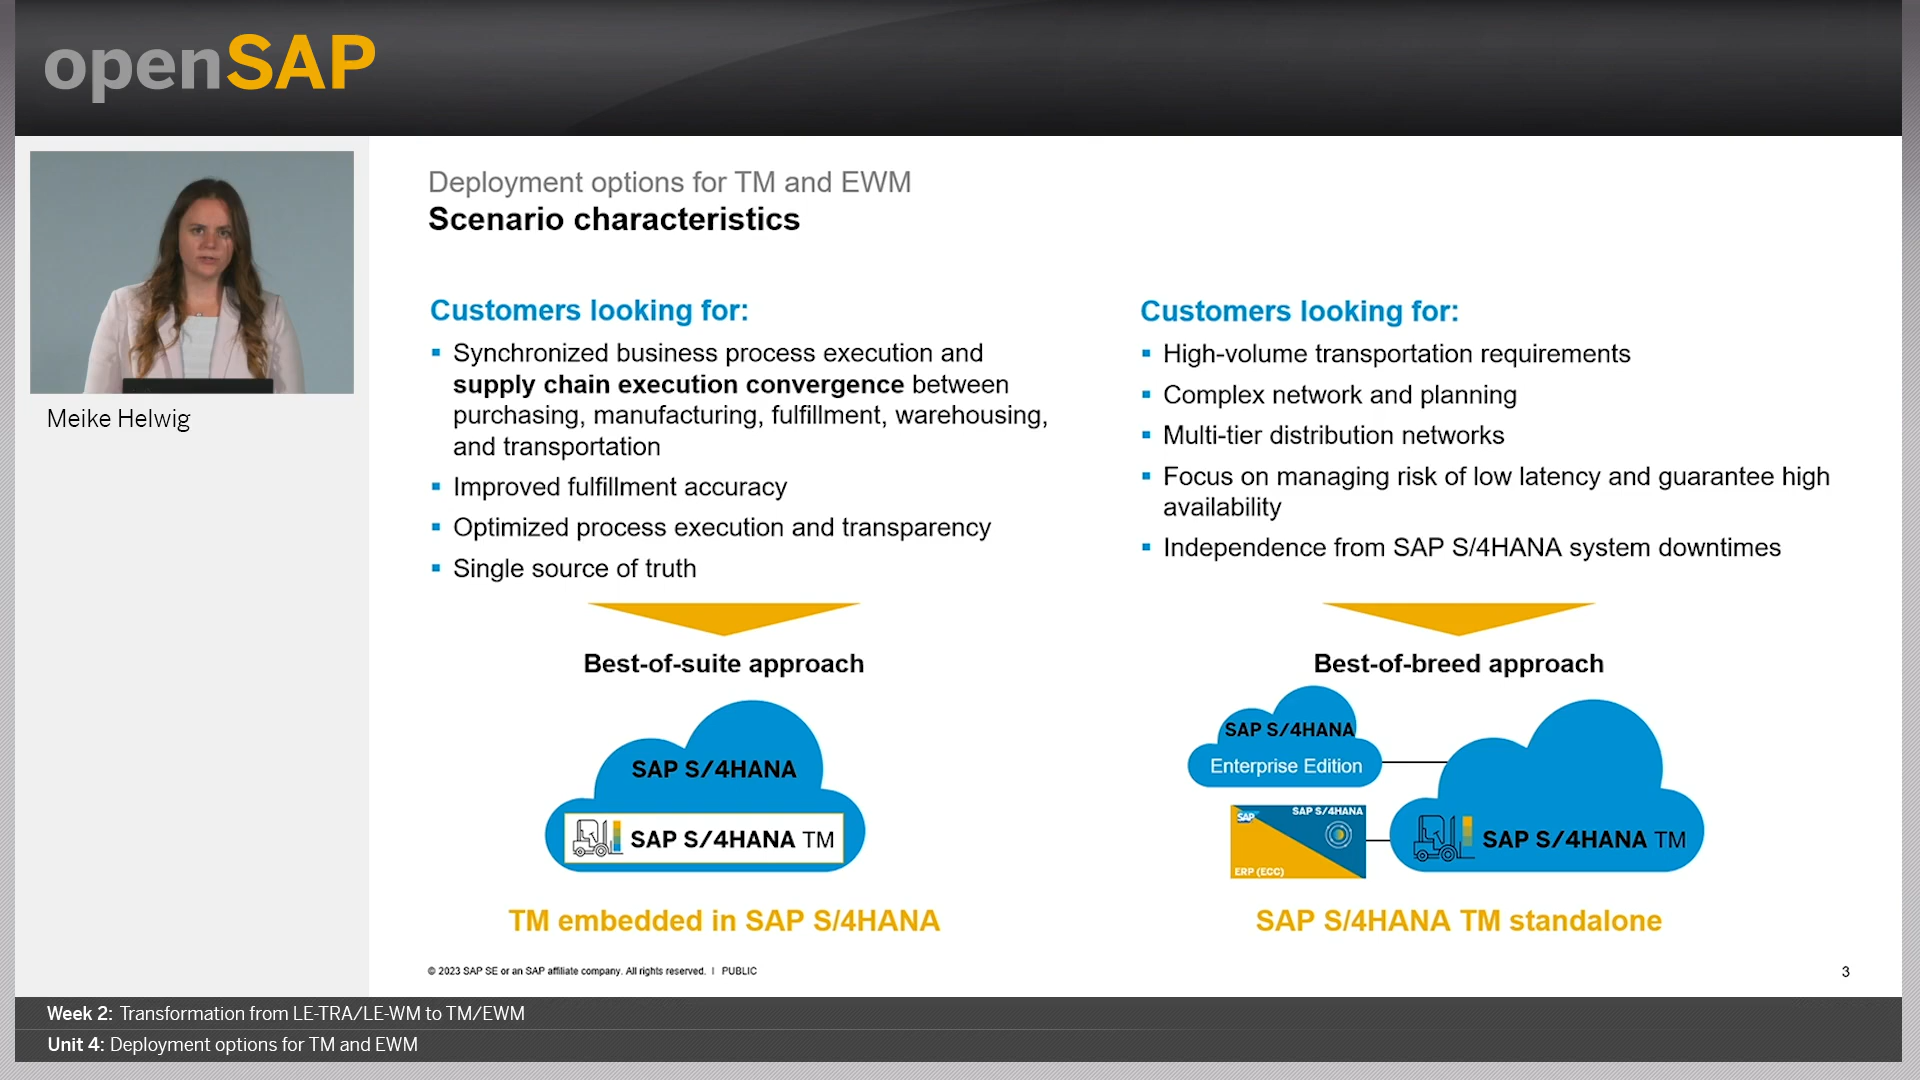 openSAP
Meike Helwig
Deployment options for TM and EWM
Scenario characteristics
Customers looking for:
Synchronized business process execution and
supply chain execution convergence between
purchasing, manufacturing, fulfillment, warehousing,
and transportation
Improved fulfillment accuracy
Optimized process execution and transparency
Single source of truth
Best-of-suite approach
SAP S/4HANA
SAP S/4HANA TM
TM embedded in SAP S/4HANA
Customers looking for:
High-volume transportation requirements
Complex network and planning
Multi-tier distribution networks
Focus on managing risk of low latency and guarantee high
availability
Independence from SAP S/4HANA system downtimes
Best-of-breed approach
SAP S/4HANA
Enterprise Edition
SAP
SAP S/4HANA
ERP (ECC)
SAP S/4HANA TM
SAP S/4HANA TM standalone
© 2023 SAP SE or an SAP affiliate company. All rights reserved. | PUBLIC
3
Week 2: Transformation from LE-TRA/LE-WM to TM/EWM
Unit 4: Deployment options for TM and EWM